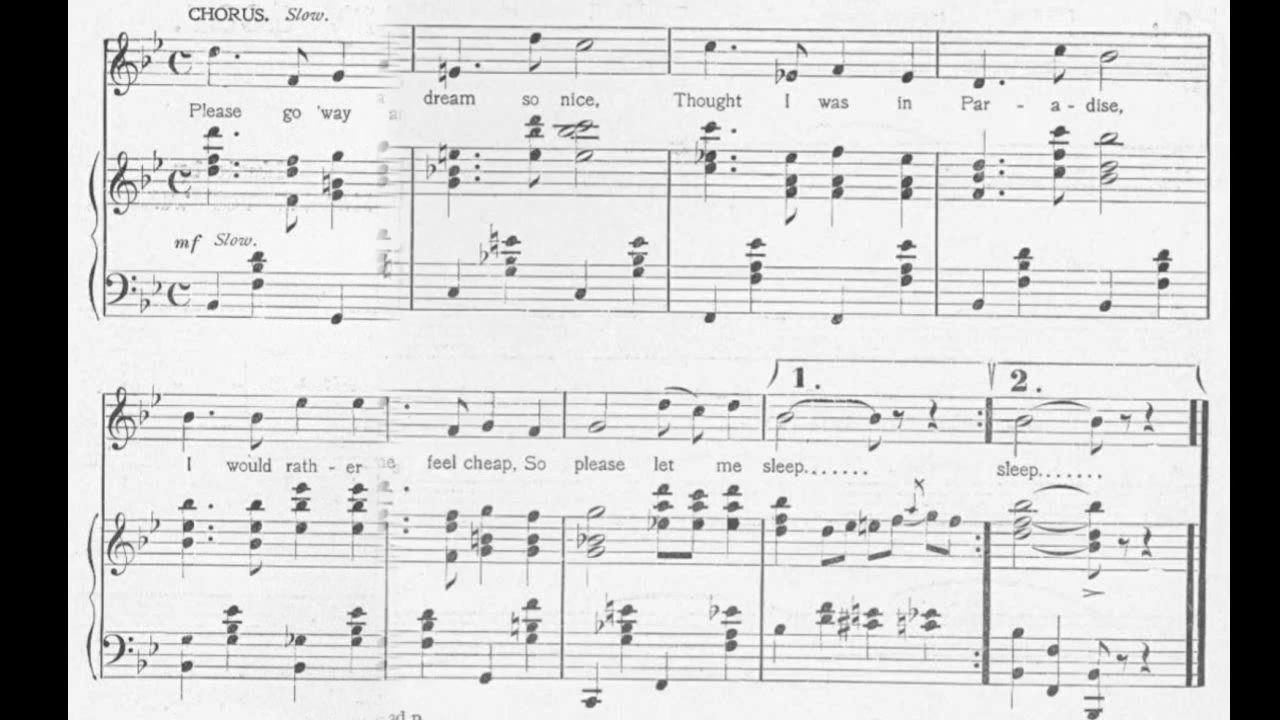 CHORUS. Slow.
Please go 'way dream so nice, Thought I was in Par - a - dise,
mf Slow.
1. 2.
I would rath - er feel cheap, So please let me sleep....... sleep.......